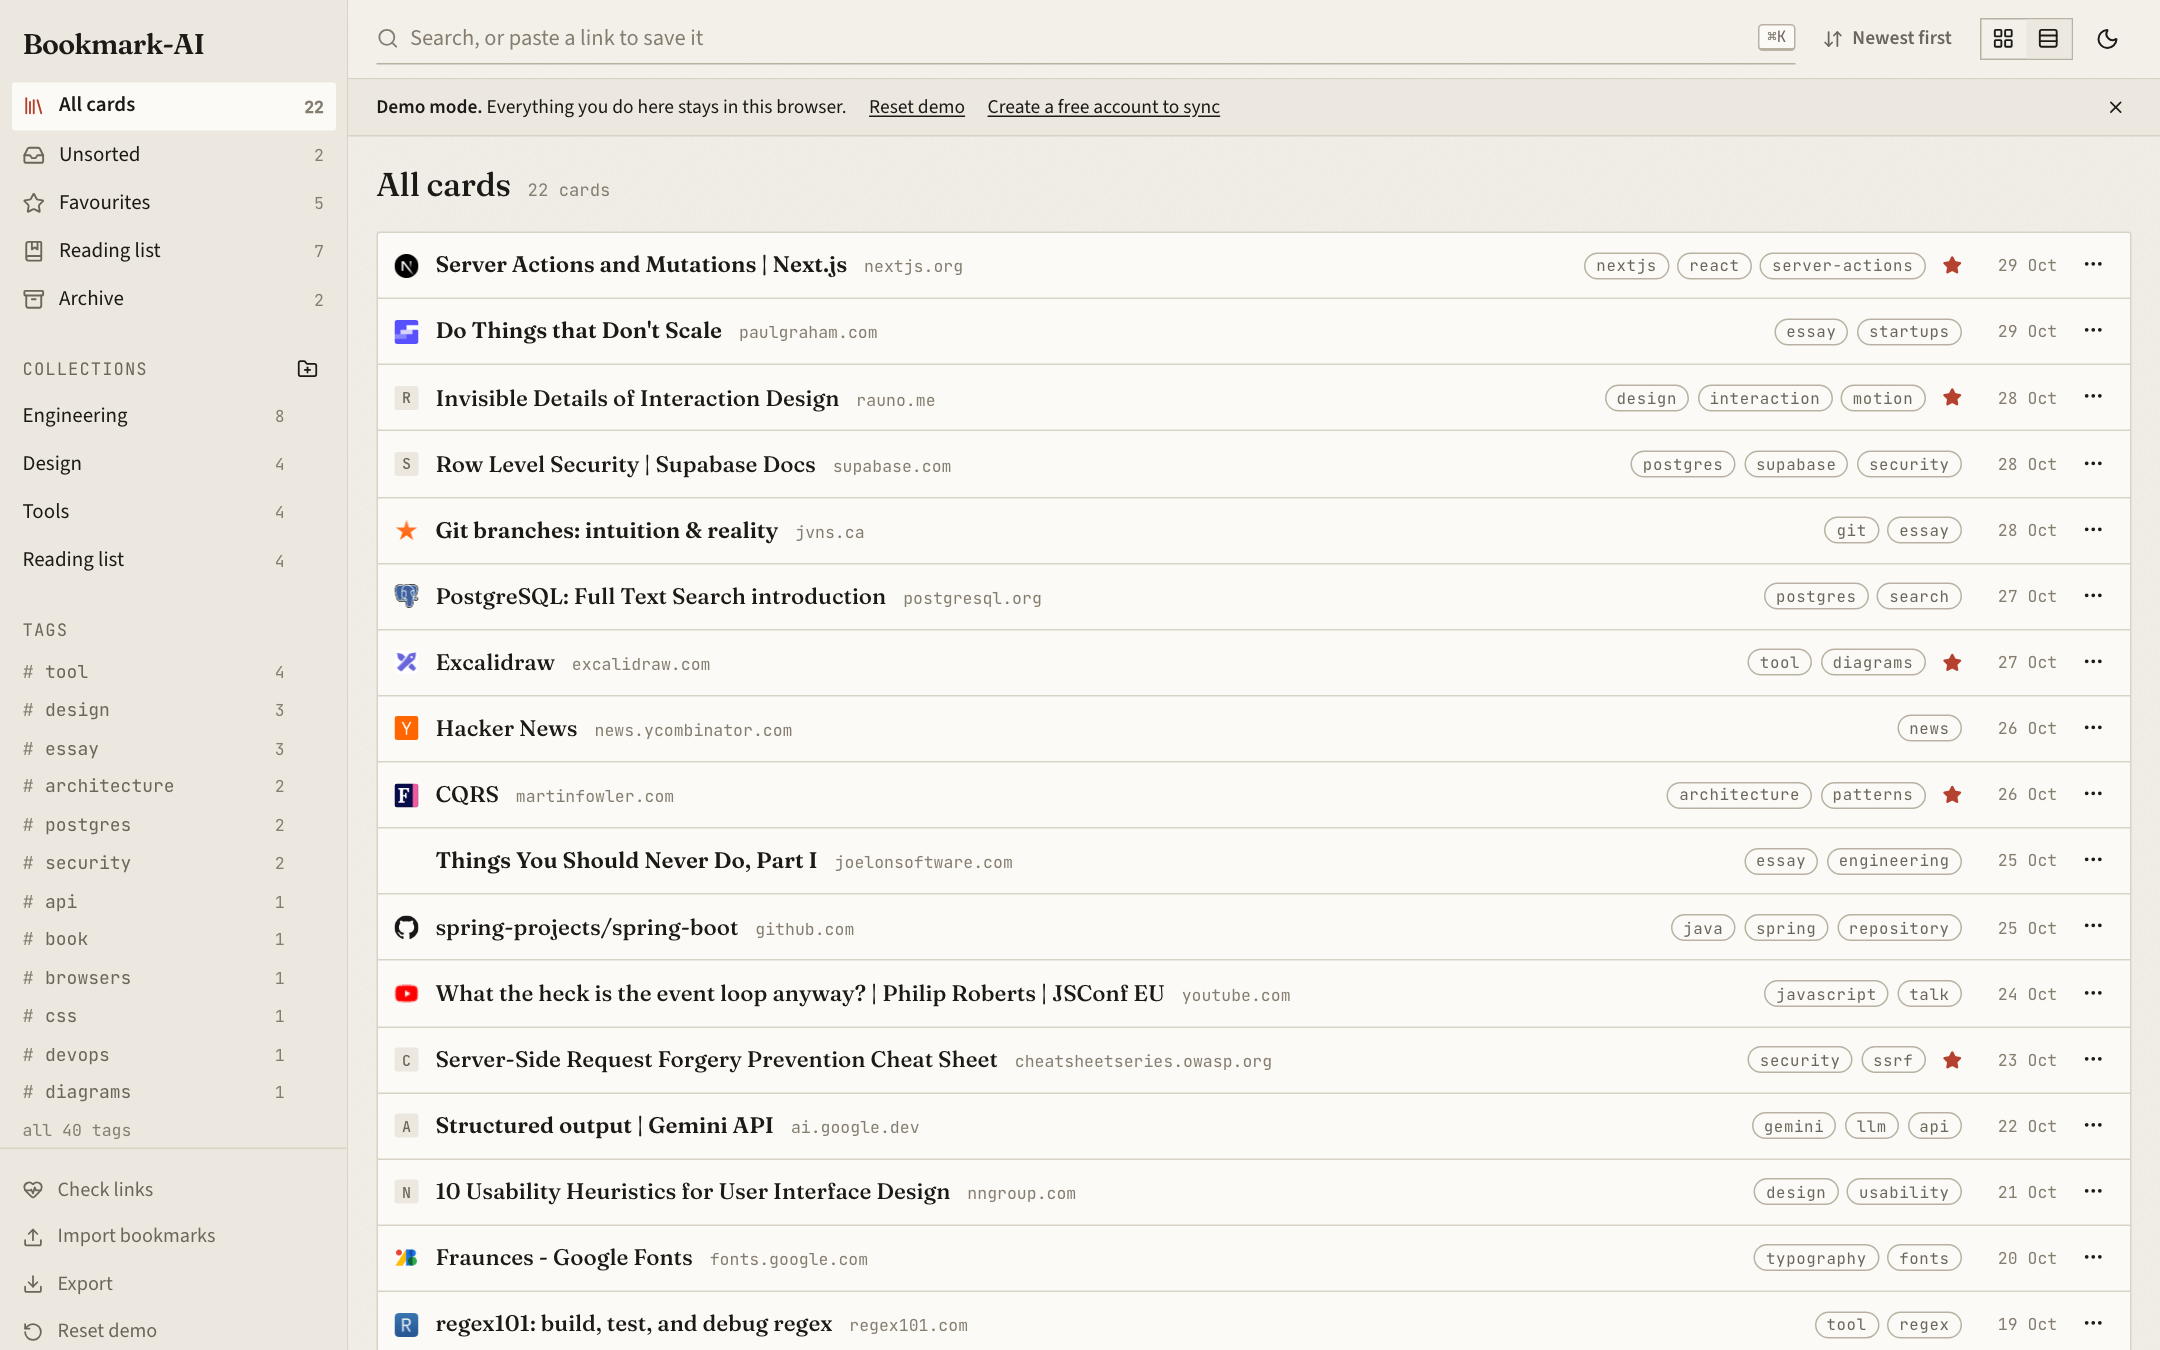 Bookmark-AI
All cards 22
Unsorted 2
Favourites 5
Reading list 7
Archive 2
COLLECTIONS
Engineering 8
Design 4
Tools 4
Reading list 4
TAGS
# tool 4
# design 3
# essay 3
# architecture 2
# postgres 2
# security 2
# api 1
# book 1
# browsers 1
# css 1
# devops 1
# diagrams 1
all 40 tags
Check links
Import bookmarks
Export
Reset demo
Search, or paste a link to save it ⌘K Newest first
Demo mode. Everything you do here stays in this browser. Reset demo Create a free account to sync
All cards 22 cards
N Server Actions and Mutations | Next.js nextjs.org nextjs react server-actions 29 Oct
Do Things that Don't Scale paulgraham.com essay startups 29 Oct
R Invisible Details of Interaction Design rauno.me design interaction motion 28 Oct
S Row Level Security | Supabase Docs supabase.com postgres supabase security 28 Oct
Git branches: intuition & reality jvns.ca git essay 28 Oct
PostgreSQL: Full Text Search introduction postgresql.org postgres search 27 Oct
Excalidraw excalidraw.com tool diagrams 27 Oct
Y Hacker News news.ycombinator.com news 26 Oct
F CQRS martinfowler.com architecture patterns 26 Oct
Things You Should Never Do, Part I joelonsoftware.com essay engineering 25 Oct
spring-projects/spring-boot github.com java spring repository 25 Oct
What the heck is the event loop anyway? | Philip Roberts | JSConf EU youtube.com javascript talk 24 Oct
C Server-Side Request Forgery Prevention Cheat Sheet cheatsheetseries.owasp.org security ssrf 23 Oct
A Structured output | Gemini API ai.google.dev gemini llm api 22 Oct
N 10 Usability Heuristics for User Interface Design nngroup.com design usability 21 Oct
Fraunces - Google Fonts fonts.google.com typography fonts 20 Oct
R regex101: build, test, and debug regex regex101.com tool regex 19 Oct